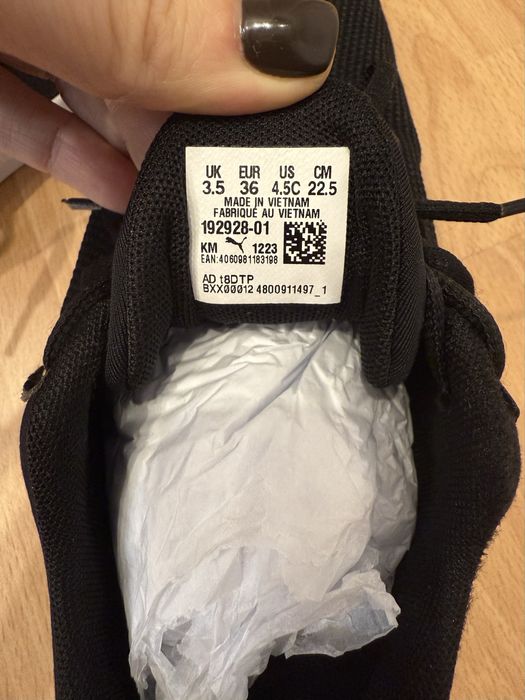 UK EUR US CM
3.5 36 4.5C 22.5
MADE IN VIETNAM
FABRIQUÉ AU VIETNAM
192928-01
KM 1223
EAN:4060981183198
AD t8DTP
BXX00012 4800911497_1